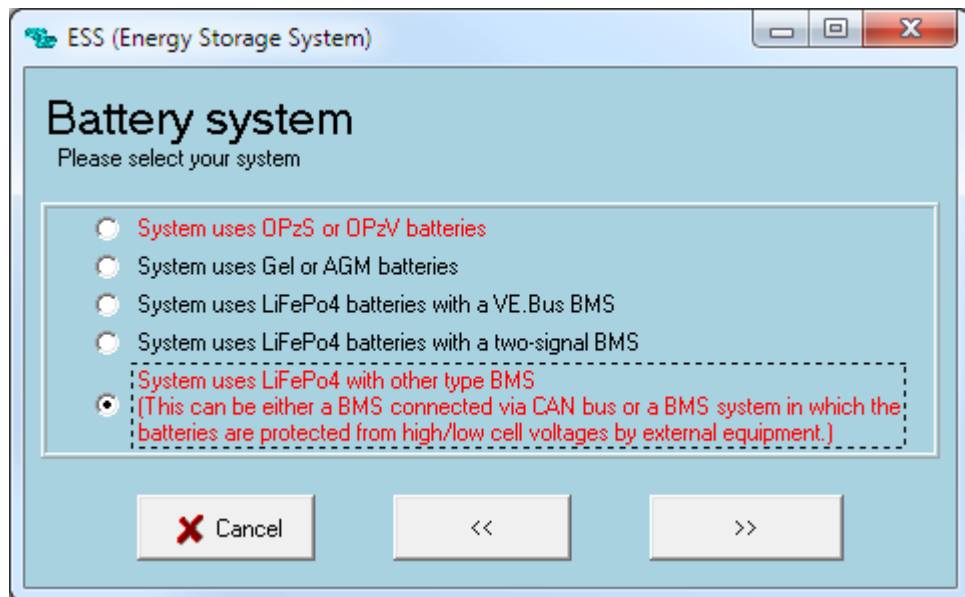 ESS (Energy Storage System)
Battery system
Please select your system
System uses OPzS or OPzV batteries
System uses Gel or AGM batteries
System uses LiFePo4 batteries with a VE.Bus BMS
System uses LiFePo4 batteries with a two-signal BMS
System uses LiFePo4 with other type BMS
(This can be either a BMS connected via CAN bus or a BMS system in which the
batteries are protected from high/low cell voltages by external equipment.)
Cancel
<<
>>